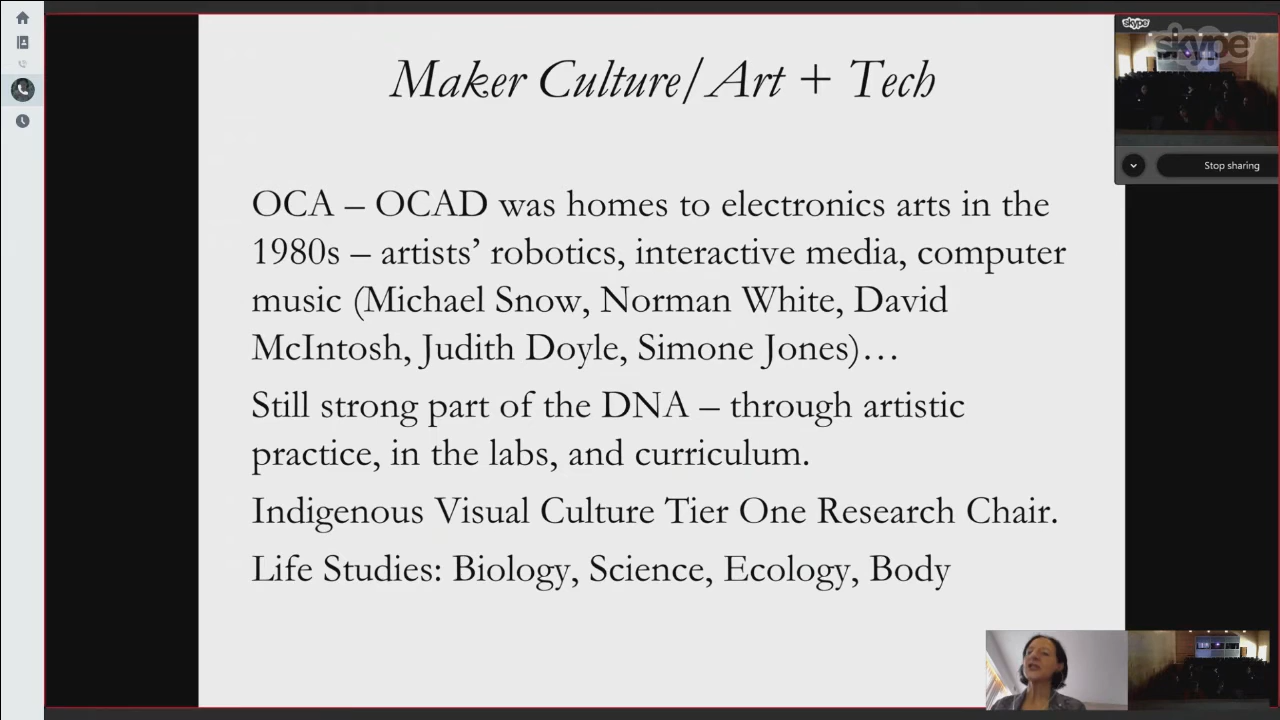 Maker Culture/Art + Tech
OCA – OCAD was homes to electronics arts in the
1980s – artists’ robotics, interactive media, computer
music (Michael Snow, Norman White, David
McIntosh, Judith Doyle, Simone Jones)…
Still strong part of the DNA – through artistic
practice, in the labs, and curriculum.
Indigenous Visual Culture Tier One Research Chair.
Life Studies: Biology, Science, Ecology, Body
skype
skype™
Stop sharing